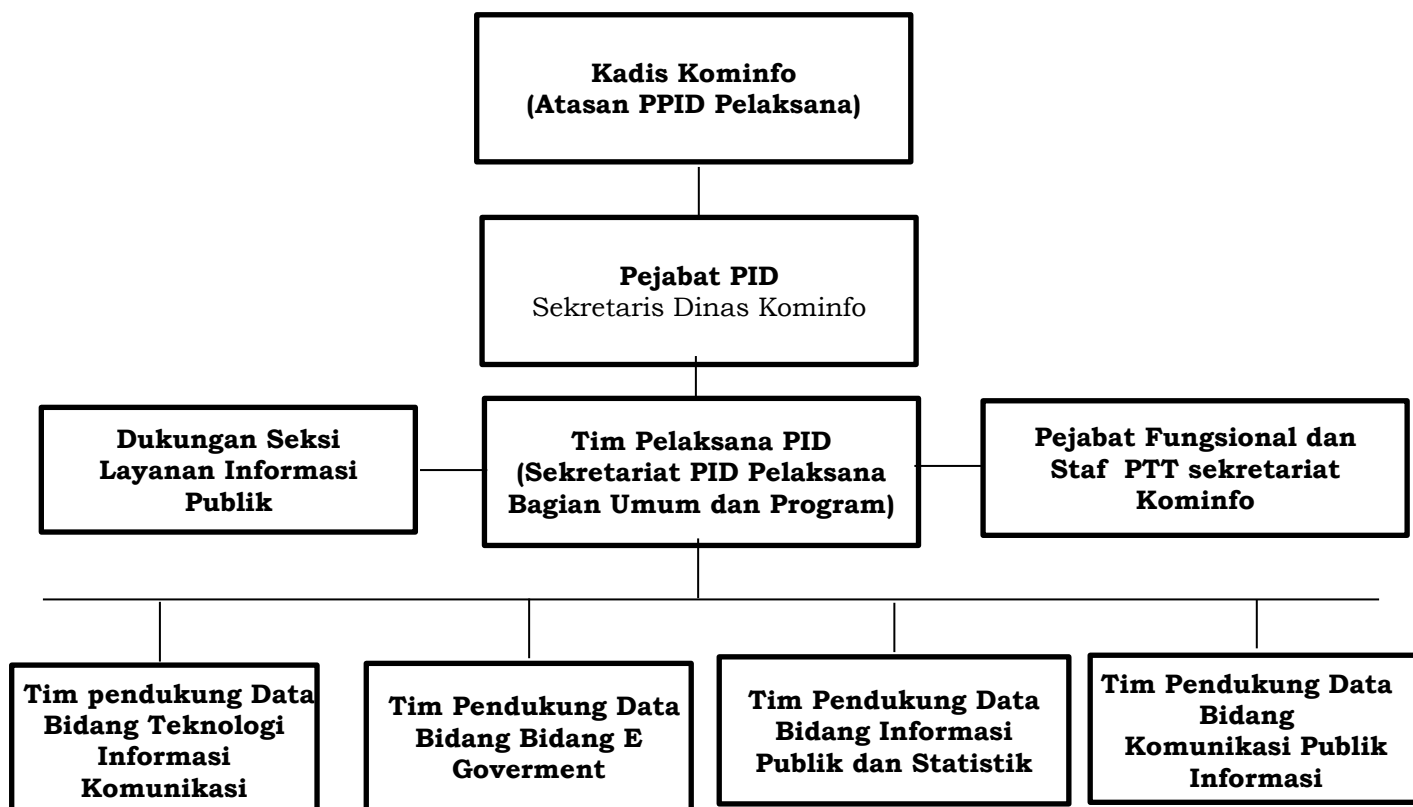 Kadis Kominfo
(Atasan PPID Pelaksana)
Pejabat PID
Sekretaris Dinas Kominfo
Dukungan Seksi
Layanan Informasi
Publik
Tim Pelaksana PID
(Sekretariat PID Pelaksana
Bagian Umum dan Program)
Pejabat Fungsional dan
Staf PTT sekretariat
Kominfo
Tim pendukung Data
Bidang Teknologi
Informasi
Komunikasi
Tim Pendukung Data
Bidang Bidang E
Goverment
Tim Pendukung Data
Bidang Informasi
Publik dan Statistik
Tim Pendukung Data
Bidang
Komunikasi Publik
Informasi